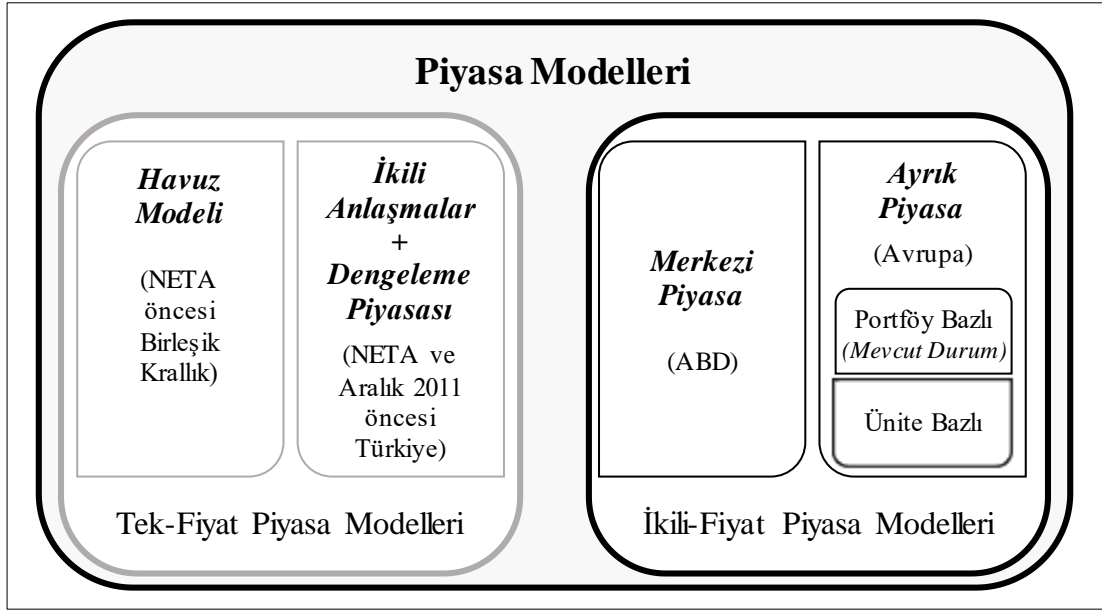 Piyasa Modelleri
Havuz
Modeli
(NETA
öncesi
Birleşik
Krallık)
İkili
Anlaşmalar
+
Dengeleme
Piyasası
(NETA ve
Aralık 2011
öncesi
Türkiye)
Tek-Fiyat Piyasa Modelleri
Merkezi
Piyasa
(ABD)
Ayrık
Piyasa
(Avrupa)
Portföy Bazlı
(Mevcut Durum)
Ünite Bazlı
İkili-Fiyat Piyasa Modelleri